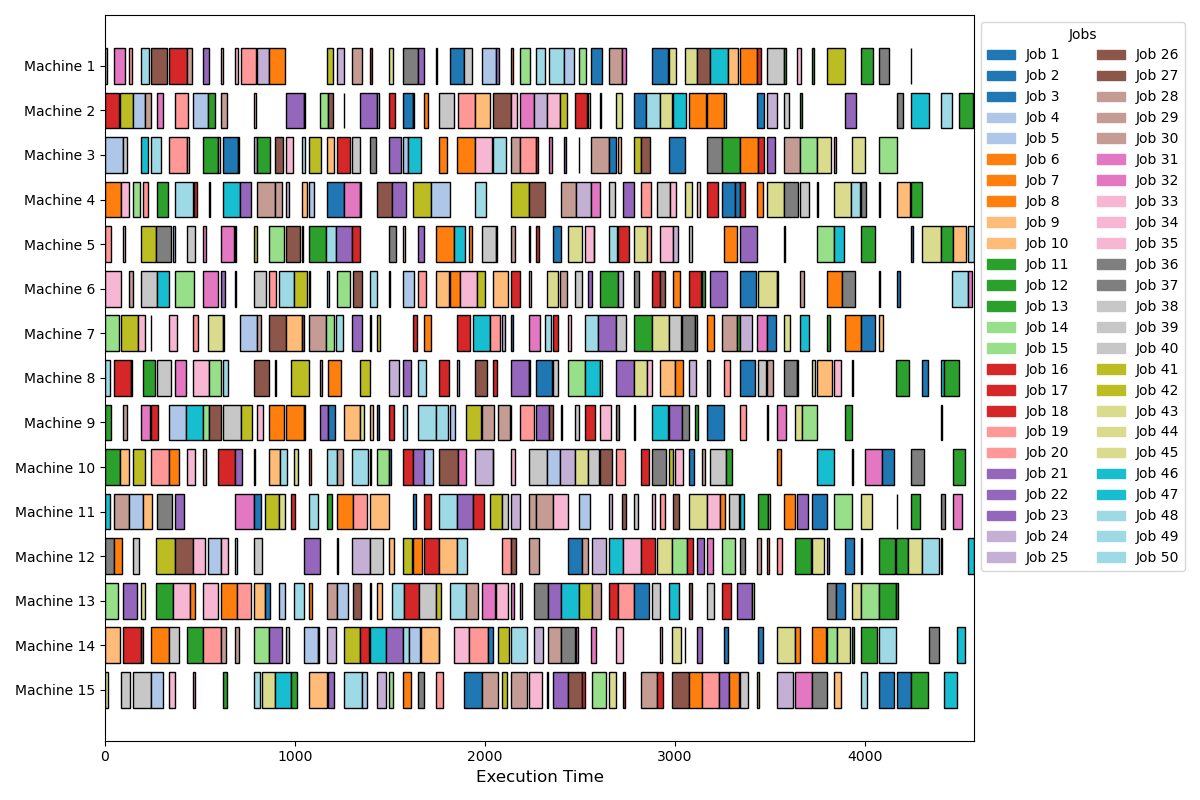 Machine 1
Machine 2
Machine 3
Machine 4
Machine 5
Machine 6
Machine 7
Machine 8
Machine 9
Machine 10
Machine 11
Machine 12
Machine 13
Machine 14
Machine 15
0 1000 2000 3000 4000
Execution Time
Jobs
Job 1
Job 2
Job 3
Job 4
Job 5
Job 6
Job 7
Job 8
Job 9
Job 10
Job 11
Job 12
Job 13
Job 14
Job 15
Job 16
Job 17
Job 18
Job 19
Job 20
Job 21
Job 22
Job 23
Job 24
Job 25
Job 26
Job 27
Job 28
Job 29
Job 30
Job 31
Job 32
Job 33
Job 34
Job 35
Job 36
Job 37
Job 38
Job 39
Job 40
Job 41
Job 42
Job 43
Job 44
Job 45
Job 46
Job 47
Job 48
Job 49
Job 50